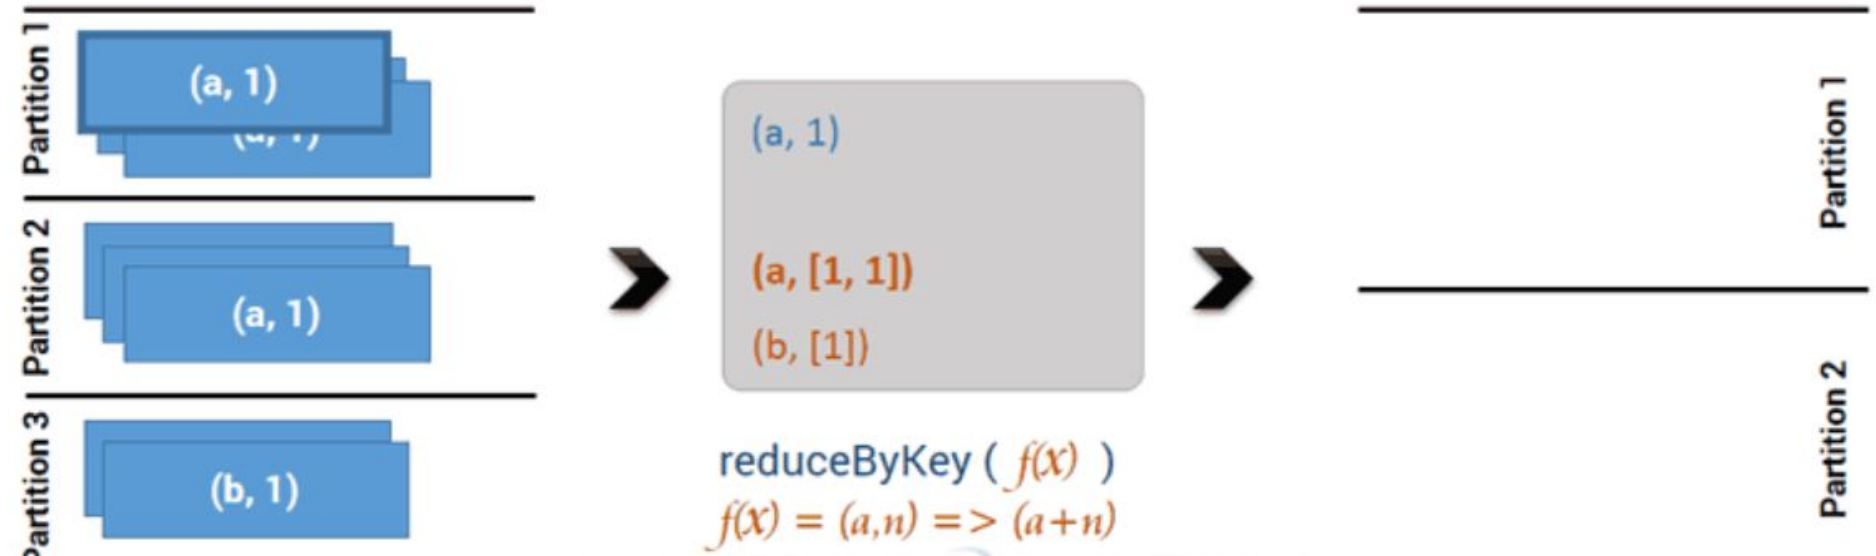 Partition 1
(a, 1)
Partition 2
(a, 1)
Partition 3
(b, 1)
(a, 1)
(a, [1, 1])
(b, [1])
reduceByKey ( f(x) )
f(x) = (a,n) => (a+n)
Partition 1
Partition 2